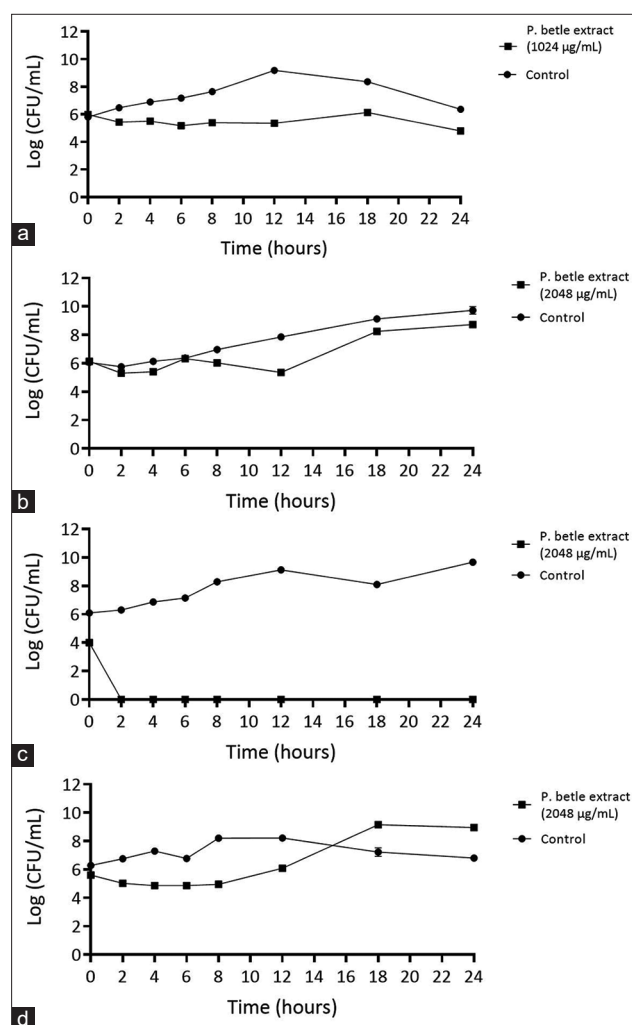 P. betle extract
(1024 µg/mL)
Control
Log (CFU/mL)
12
10
8
6
4
2
0
0 2 4 6 8 10 12 14 16 18 20 22 24
Time (hours)
a
P. betle extract
(2048 µg/mL)
Control
Log (CFU/mL)
12
10
8
6
4
2
0
0 2 4 6 8 10 12 14 16 18 20 22 24
Time (hours)
b
P. betle extract
(2048 µg/mL)
Control
Log (CFU/mL)
12
10
8
6
4
2
0
0 2 4 6 8 10 12 14 16 18 20 22 24
Time (hours)
c
P. betle extract
(2048 µg/mL)
Control
Log (CFU/mL)
12
10
8
6
4
2
0
0 2 4 6 8 10 12 14 16 18 20 22 24
Time (hours)
d